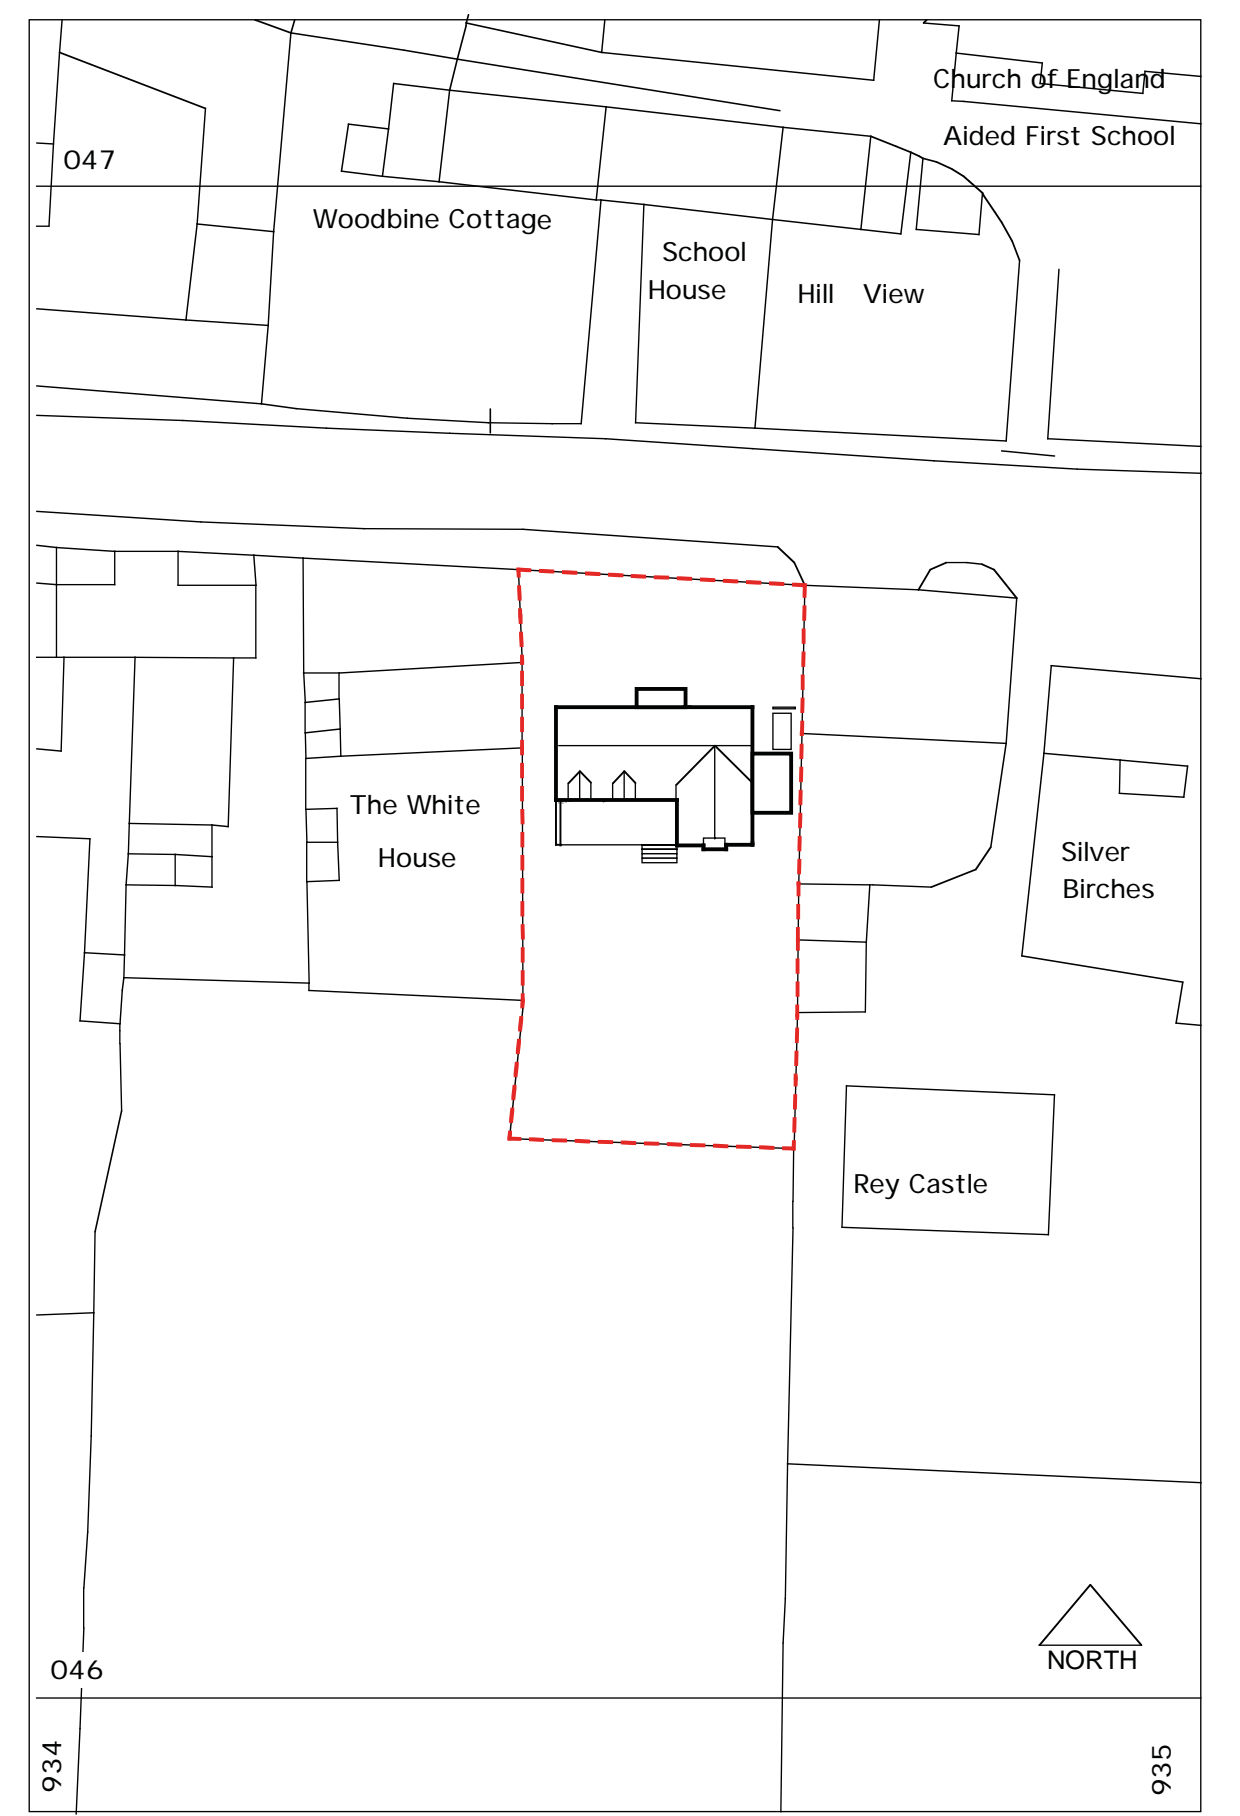 Church of England
Aided First School
047
Woodbine Cottage
School
House
Hill View
The White
House
Silver
Birches
Rey Castle
NORTH
046
934
935